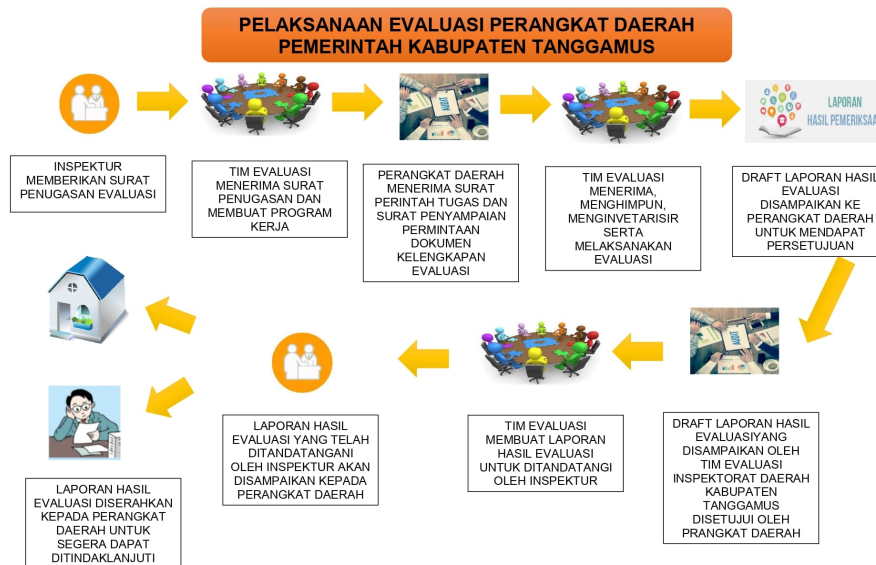 PELAKSANAAN EVALUASI PERANGKAT DAERAH
PEMERINTAH KABUPATEN TANGGAMUS
INSPEKTUR
MEMBERIKAN SURAT
PENUGASAN EVALUASI
TIM EVALUASI
MENERIMA SURAT
PENUGASAN DAN
MEMBUAT PROGRAM
KERJA
AUDIT
PERANGKAT DAERAH
MENERIMA SURAT
PERINTAH TUGAS DAN
SURAT PENYAMPAIAN
PERMINTAAN
DOKUMEN
KELENGKAPAN
EVALUASI
TIM EVALUASI
MENERIMA,
MENGHIMPUN,
MENGINVETARISIR
SERTA
MELAKSANAKAN
EVALUASI
LAPORAN
HASIL PEMERIKSAA
DRAFT LAPORAN HASIL
EVALUASI
DISAMPAIKAN KE
PERANGKAT DAERAH
UNTUK MENDAPAT
PERSETUJUAN
AUDIT
DRAFT LAPORAN HASIL
EVALUASIYANG
DISAMPAIKAN OLEH
TIM EVALUASI
INSPEKTORAT DAERAH
KABUPATEN
TANGGAMUS
DISETUJUI OLEH
PRANGKAT DAERAH
TIM EVALUASI
MEMBUAT LAPORAN
HASIL EVALUASI
UNTUK DITANDATANGI
OLEH INSPEKTUR
LAPORAN HASIL
EVALUASI YANG TELAH
DITANDATANGANI
OLEH INSPEKTUR AKAN
DISAMPAIKAN KEPADA
PERANGKAT DAERAH
LAPORAN HASIL
EVALUASI DISERAHKAN
KEPADA PERANGKAT
DAERAH UNTUK
SEGERA DAPAT
DITINDAKLANJUTI